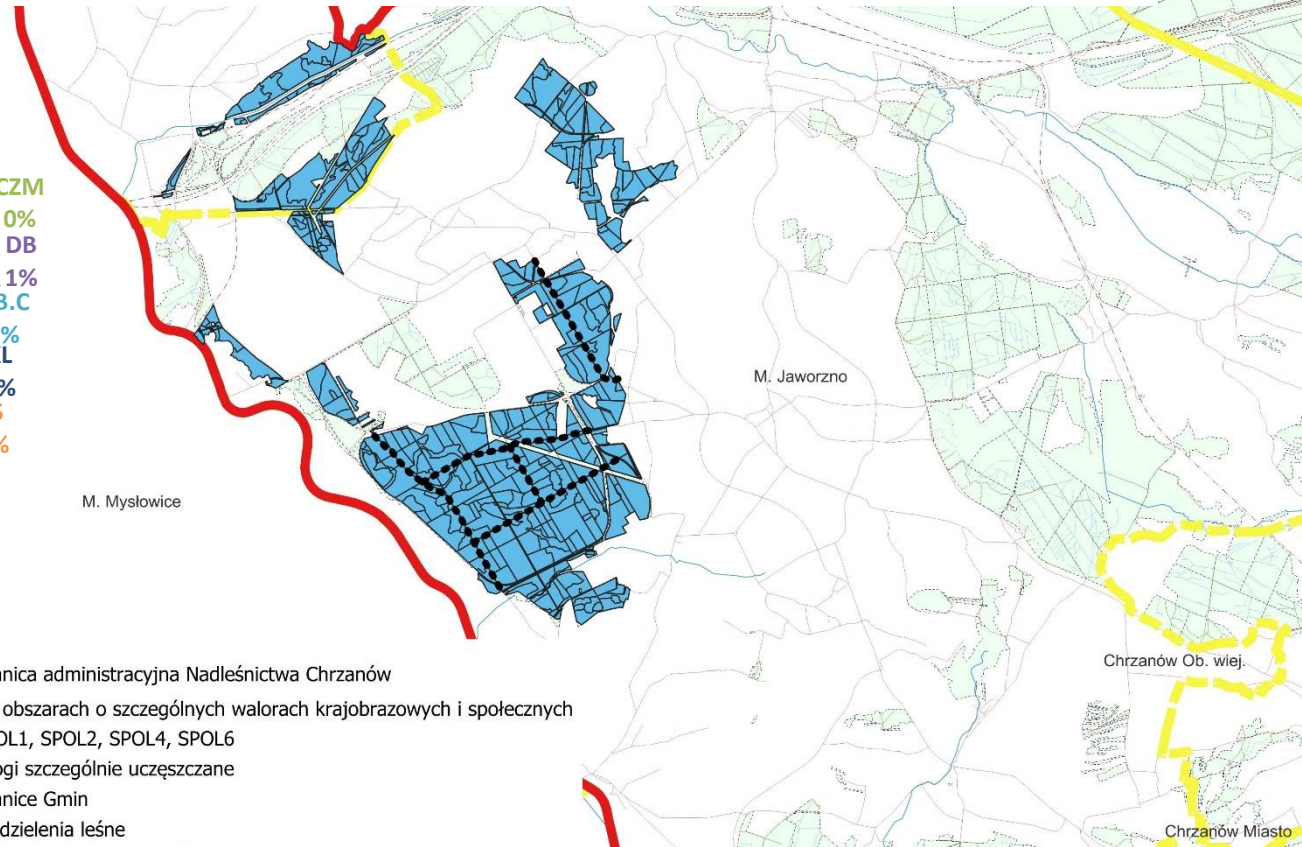 CZM
0%
DB
1%
B.C
%
%
%
M. Jaworzno
M. Mysłowice
Chrzanów Ob. wiej.
Chrzanów Miasto
nica administracyjna Nadleśnictwa Chrzanów
obszarach o szczególnych walorach krajobrazowych i społecznych
OL1, SPOL2, SPOL4, SPOL6
ogi szczególnie uczęszczane
nice Gmin
dzielenia leśne